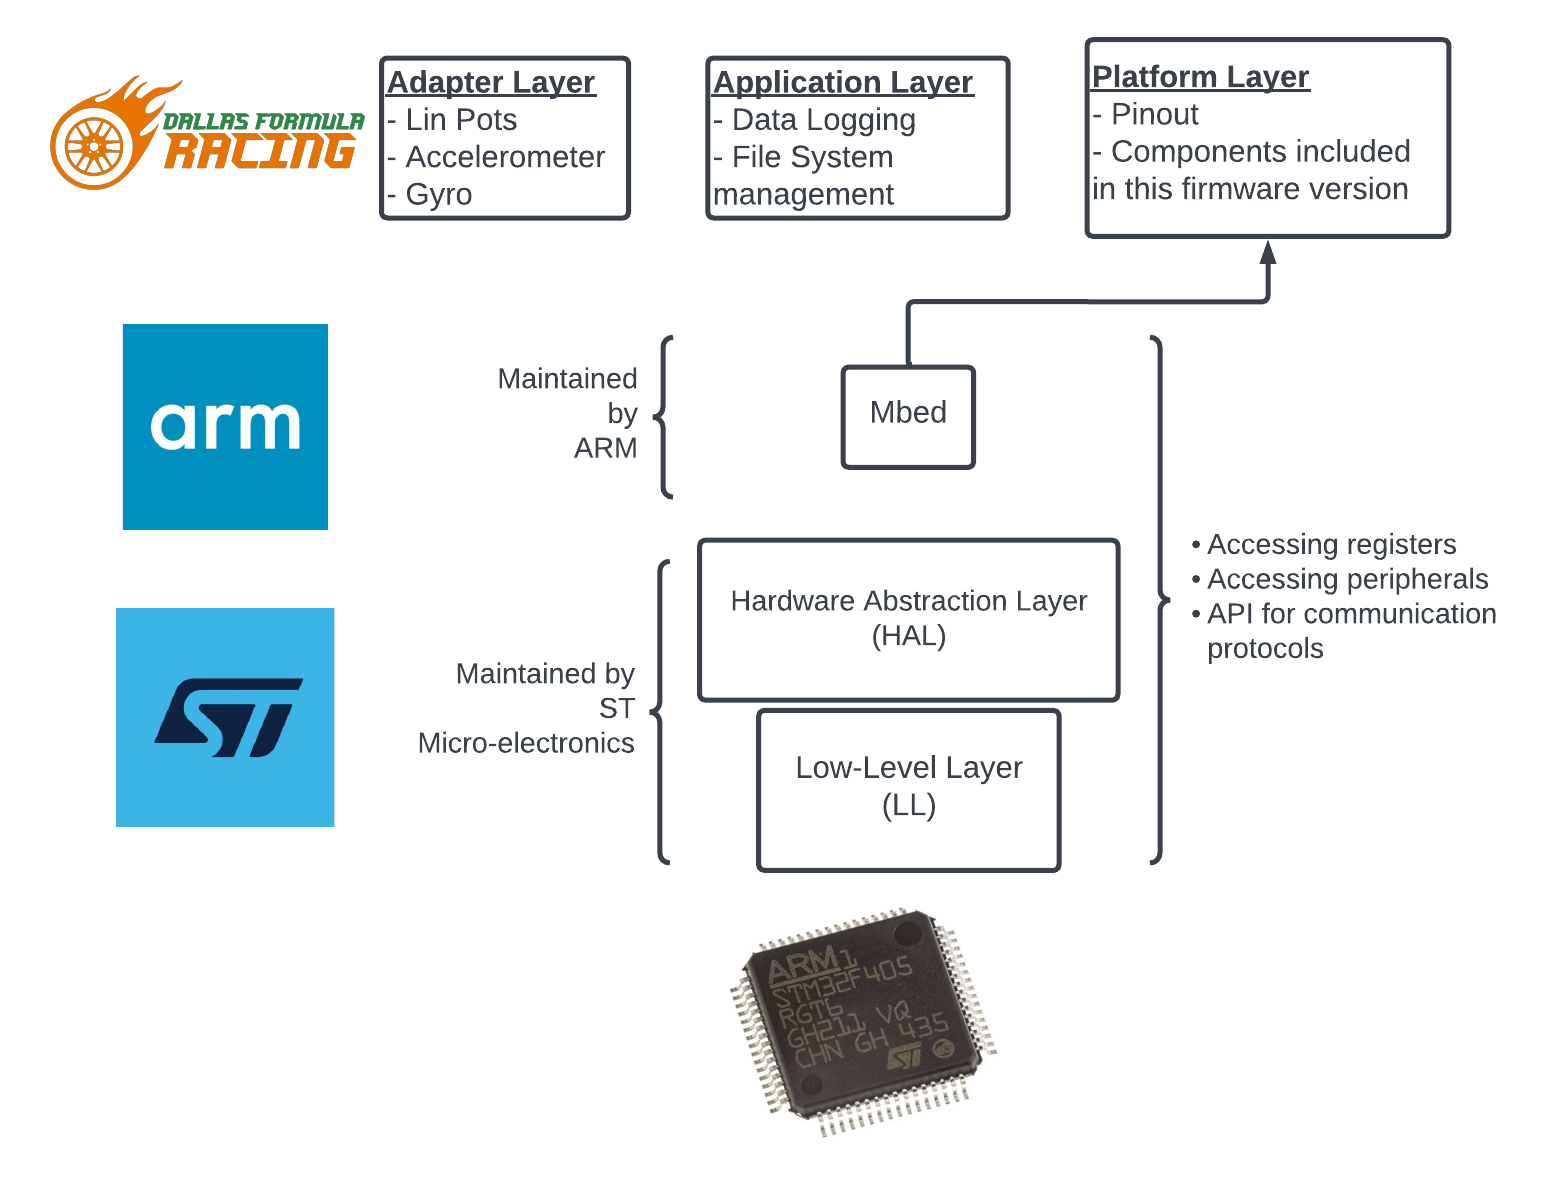 DALLAS FORMULA
RACING
Adapter Layer
- Lin Pots
- Accelerometer
- Gyro
Application Layer
- Data Logging
- File System
management
Platform Layer
- Pinout
- Components included
in this firmware version
arm
Maintained
by
ARM
Mbed
• Accessing registers
• Accessing peripherals
• API for communication
protocols
ST
Maintained by
ST
Micro-electronics
Hardware Abstraction Layer
(HAL)
Low-Level Layer
(LL)
ARM 1
STM32F405
RGT6
GH211 VQ
CHN GH 435
ST